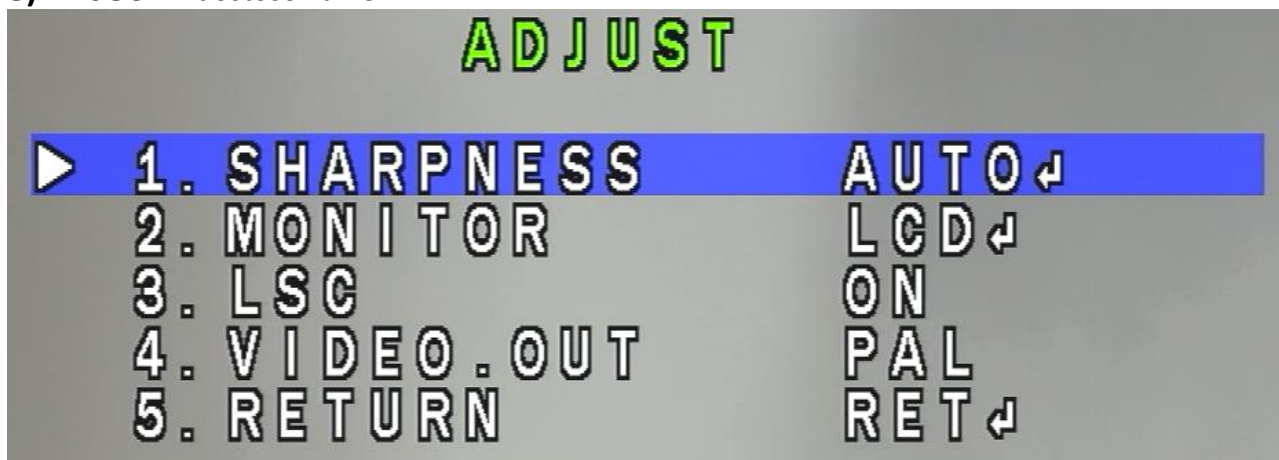 ADJUST
1. SHARPNESS AUTO↲
2. MONITOR LCD↲
3. LSC ON
4. VIDEO.OUT PAL
5. RETURN RET↲